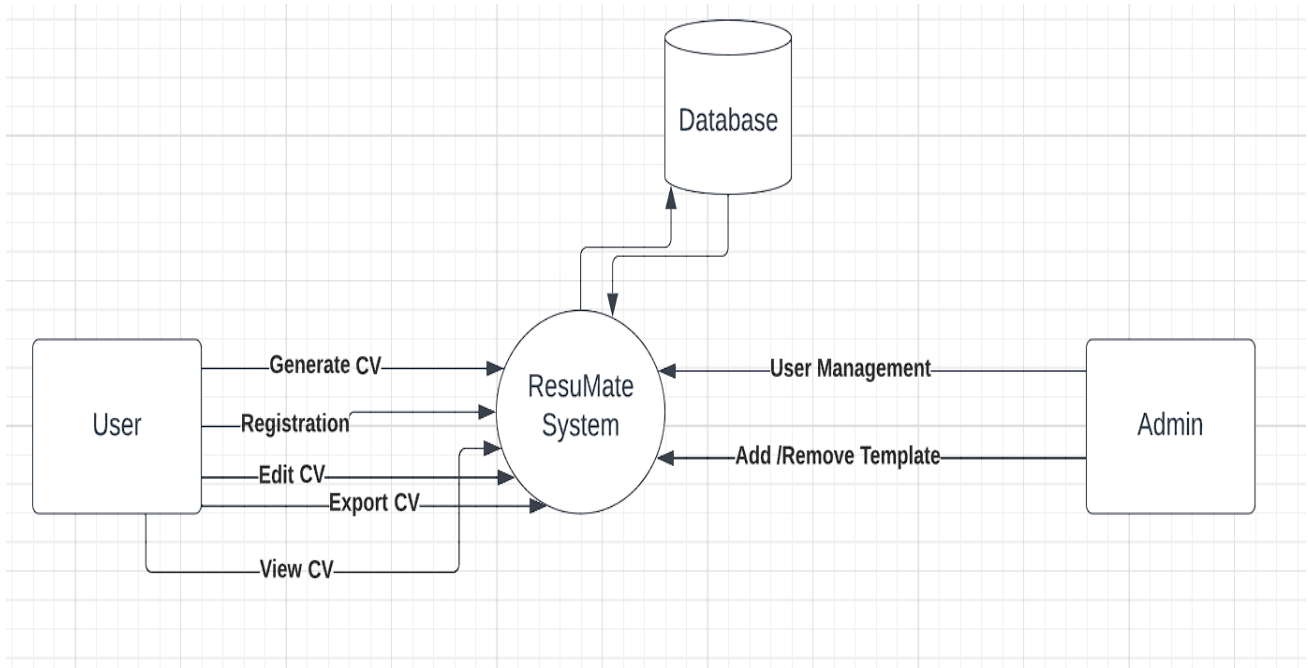 Database
Generate CV
ResuMate
System
User Management
User
Registration
Admin
Edit CV
Add /Remove Template
Export CV
View CV